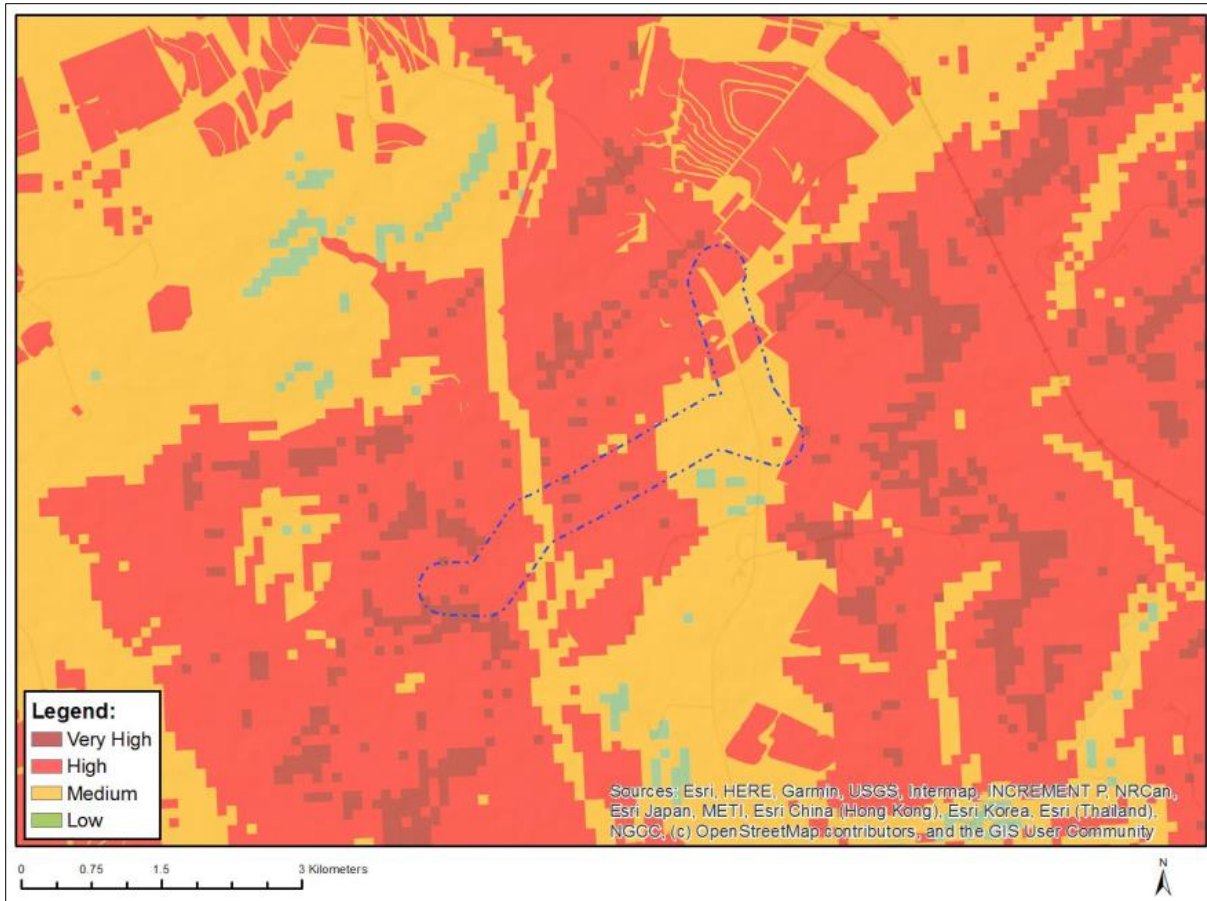 Legend:
Very High
High
Medium
Low
Sources: Esri, HERE, Garmin, USGS, Intermap, INCREMENT P, NRCan,
Esri Japan, METI, Esri China (Hong Kong), Esri Korea, Esri (Thailand),
NGCC, (c) OpenStreetMap contributors, and the GIS User Community
0 0.75 1.5 3 Kilometers
N